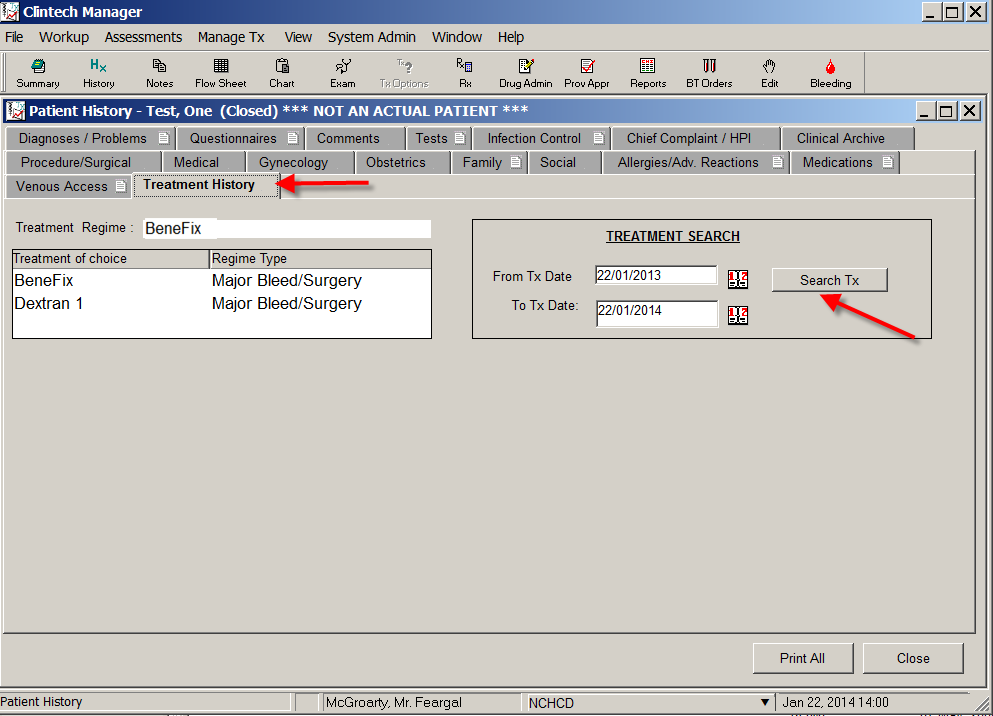 Clintech Manager
File Workup Assessments Manage Tx View System Admin Window Help
Hx Tx? Rx
Summary History Notes Flow Sheet Chart Exam Tx Options Rx Drug Admin Prov Appr Reports BT Orders Edit Bleeding
Patient History - Test, One (Closed) *** NOT AN ACTUAL PATIENT ***
Diagnoses / Problems Questionnaires Comments Tests Infection Control Chief Complaint / HPI Clinical Archive
Procedure/Surgical Medical Gynecology Obstetrics Family Social Allergies/Adv. Reactions Medications
Venous Access Treatment History
Treatment Regime : BeneFix
TREATMENT SEARCH
Treatment of choice Regime Type
BeneFix Major Bleed/Surgery
Dextran 1 Major Bleed/Surgery
From Tx Date 22/01/2013 Search Tx
To Tx Date: 22/01/2014
Print All Close
Patient History McGroarty, Mr. Feargal NCHCD Jan 22, 2014 14:00